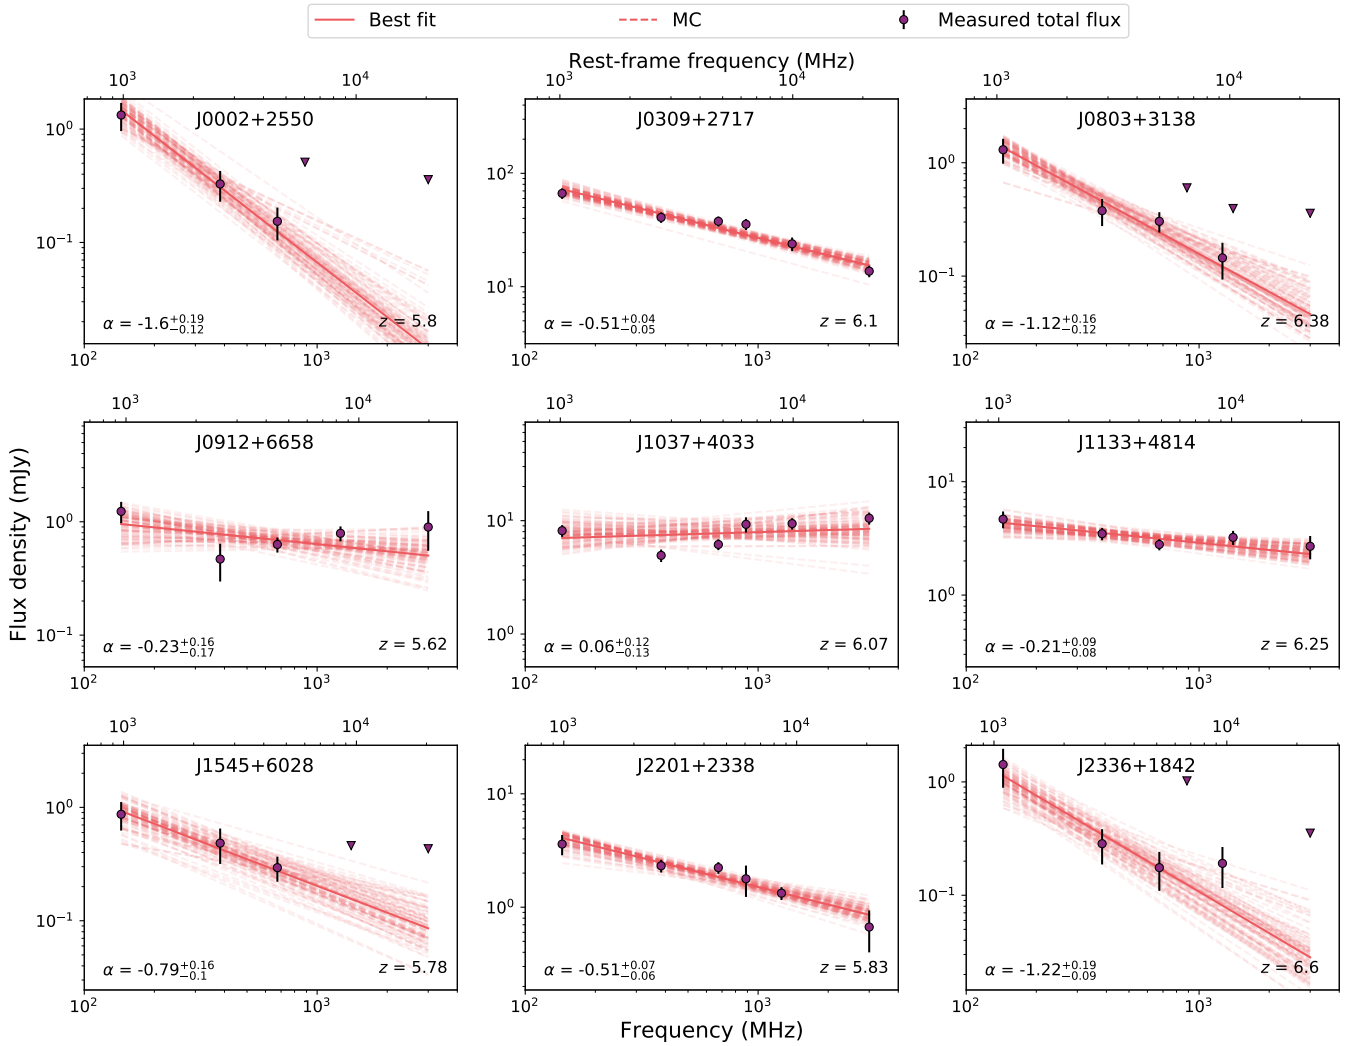 Best fit MC Measured total flux
Rest-frame frequency (MHz)
10³ 10⁴ 10³ 10⁴ 10³ 10⁴
J0002+2550 J0309+2717 J0803+3138
10⁰ 10² 10⁰
10⁻¹ 10¹ 10⁻¹
α = -1.6+0.19−0.12 z = 5.8 α = -0.51+0.04−0.05 z = 6.1 α = -1.12+0.16−0.12 z = 6.38
10² 10³ 10² 10³ 10² 10³
10³ 10⁴ 10³ 10⁴ 10³ 10⁴
J0912+6658 J1037+4033 J1133+4814
Flux density (mJy)
10⁰ 10¹ 10¹
10⁻¹ 10⁰ 10⁰
α = -0.23+0.16−0.17 z = 5.62 α = 0.06+0.12−0.13 z = 6.07 α = -0.21+0.09−0.08 z = 6.25
10² 10³ 10² 10³ 10² 10³
10³ 10⁴ 10³ 10⁴ 10³ 10⁴
J1545+6028 J2201+2338 J2336+1842
10⁰ 10¹ 10⁰
10⁻¹ 10⁰ 10⁻¹
α = -0.79+0.16−0.1 z = 5.78 α = -0.51+0.07−0.06 z = 5.83 α = -1.22+0.19−0.09 z = 6.6
10² 10³ 10² 10³ 10² 10³
Frequency (MHz)